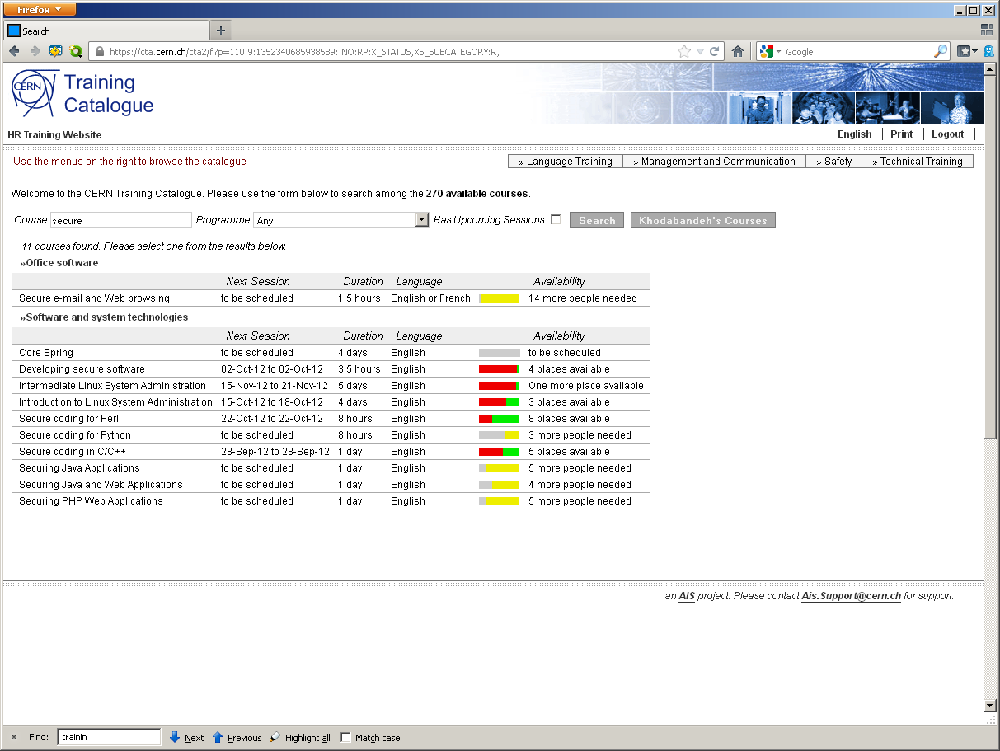 Firefox
Search
https://cta.cern.ch/cta2/f?p=110:9:1352340685938589::NO:RP:X_STATUS,XS_SUBCATEGORY:R,
Google
CERN
Training
Catalogue
HR Training Website
English Print Logout
Use the menus on the right to browse the catalogue
» Language Training » Management and Communication » Safety » Technical Training
Welcome to the CERN Training Catalogue. Please use the form below to search among the 270 available courses.
Course secure Programme Any Has Upcoming Sessions Search Khodabandeh's Courses
11 courses found. Please select one from the results below.
»Office software
Next Session Duration Language Availability
Secure e-mail and Web browsing to be scheduled 1.5 hours English or French 14 more people needed
»Software and system technologies
Next Session Duration Language Availability
Core Spring to be scheduled 4 days English to be scheduled
Developing secure software 02-Oct-12 to 02-Oct-12 3.5 hours English 4 places available
Intermediate Linux System Administration 15-Nov-12 to 21-Nov-12 5 days English One more place available
Introduction to Linux System Administration 15-Oct-12 to 18-Oct-12 4 days English 3 places available
Secure coding for Perl 22-Oct-12 to 22-Oct-12 8 hours English 8 places available
Secure coding for Python to be scheduled 8 hours English 3 more people needed
Secure coding in C/C++ 28-Sep-12 to 28-Sep-12 1 day English 5 places available
Securing Java Applications to be scheduled 1 day English 5 more people needed
Securing Java and Web Applications to be scheduled 1 day English 4 more people needed
Securing PHP Web Applications to be scheduled 1 day English 5 more people needed
an AIS project. Please contact Ais.Support@cern.ch for support.
Find: trainin Next Previous Highlight all Match case